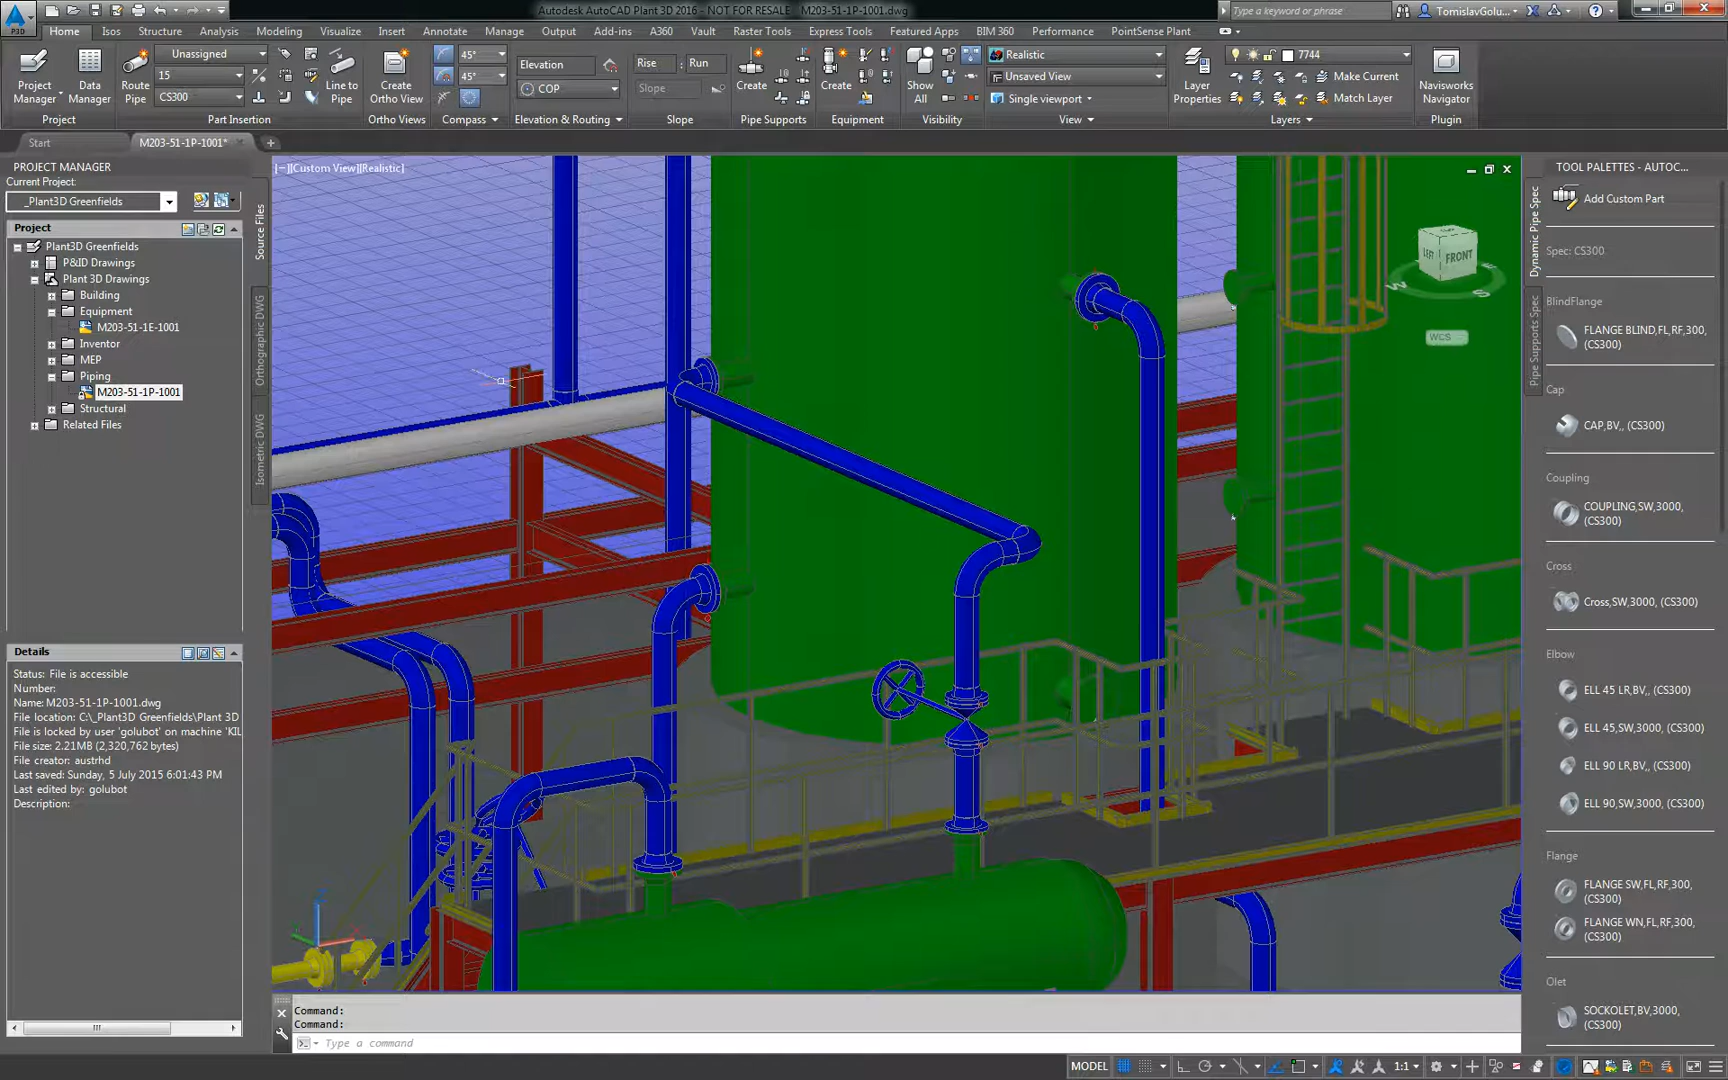 Autodesk AutoCAD Plant 3D 2016 - NOT FOR RESALE - M203-51-1P-1001.dwg
Type a keyword or phrase
TomislavGolu...
P3D
Home Isos Structure Analysis Modeling Visualize Insert Annotate Manage Output Add-ins A360 Vault Raster Tools Express Tools Featured Apps BIM 360 Performance PointSense Plant
Project Manager
Data Manager
Project
Route Pipe
Unassigned
15
CS300
Line to Pipe
Part Insertion
Create Ortho View
Ortho Views
45°
45°
Compass
Elevation
COP
Elevation & Routing
Rise : Run
Slope
Slope
Create
Pipe Supports
Create
Equipment
Show All
Visibility
Realistic
Unsaved View
Single viewport
View
Layer Properties
7744
Make Current
Match Layer
Layers
Navisworks Navigator
Plugin
Start
M203-51-1P-1001*
PROJECT MANAGER
Current Project:
_Plant3D Greenfields
Project
Plant3D Greenfields
P&ID Drawings
Plant 3D Drawings
Building
Equipment
M203-51-1E-1001
Inventor
MEP
Piping
M203-51-1P-1001
Structural
Related Files
Source Files
Orthographic DWG
Isometric DWG
Details
Status: File is accessible
Number:
Name: M203-51-1P-1001.dwg
File location: C:\_Plant3D Greenfields\Plant 3D
File is locked by user 'golubot' on machine 'KIL
File size: 2.21MB (2,320,762 bytes)
File creator: austrhd
Last saved: Sunday, 5 July 2015 6:01:43 PM
Last edited by: golubot
Description:
[−][Custom View][Realistic]
LEFT
FRONT
W
S
E
WCS
Command:
Command:
Type a command
TOOL PALETTES - AUTOC...
Dynamic Pipe Spec
Pipe Supports Spec
Add Custom Part
Spec: CS300
BlindFlange
FLANGE BLIND,FL,RF,300,
(CS300)
Cap
CAP,BV,, (CS300)
Coupling
COUPLING,SW,3000,
(CS300)
Cross
Cross,SW,3000, (CS300)
Elbow
ELL 45 LR,BV,, (CS300)
ELL 45,SW,3000, (CS300)
ELL 90 LR,BV,, (CS300)
ELL 90,SW,3000, (CS300)
Flange
FLANGE SW,FL,RF,300,
(CS300)
FLANGE WN,FL,RF,300,
(CS300)
Olet
SOCKOLET,BV,3000,
(CS300)
MODEL
1:1